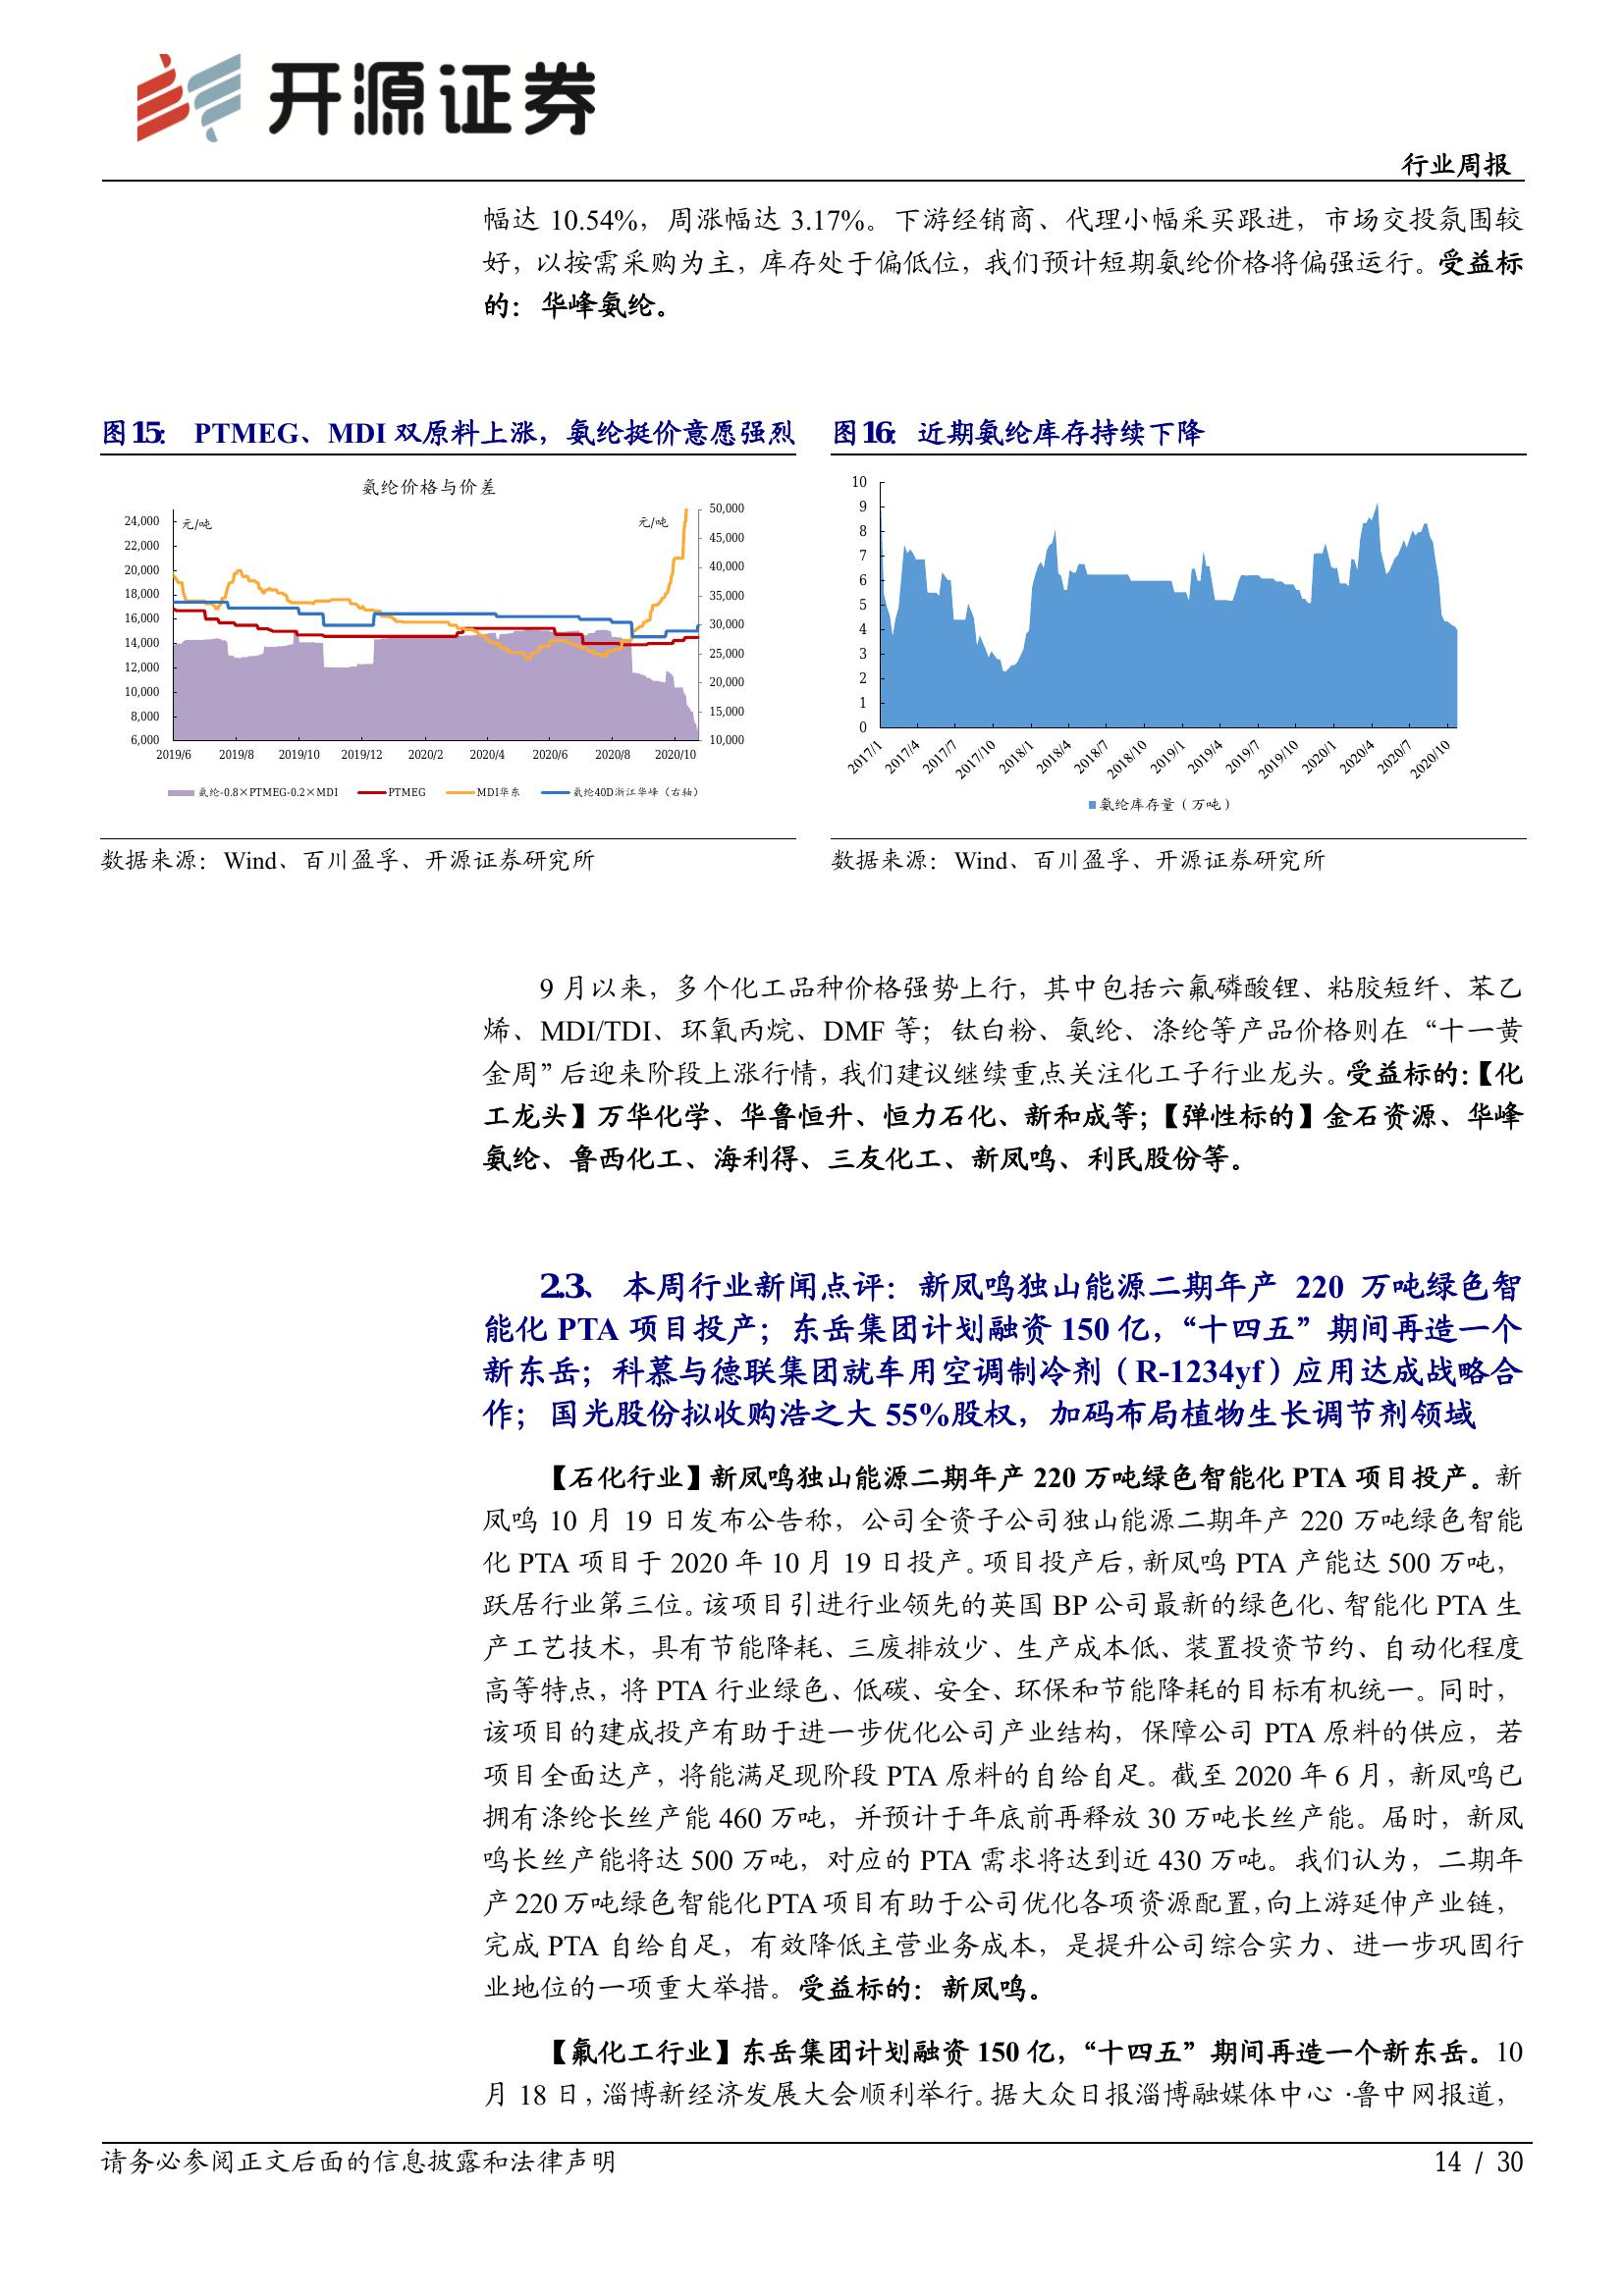 开源证券
行业周报
幅达 10.54%，周涨幅达 3.17%。下游经销商、代理小幅采买跟进，市场交投氛围较
好，以按需采购为主，库存处于偏低位，我们预计短期氨纶价格将偏强运行。受益标
的：华峰氨纶。
图15： PTMEG、MDI 双原料上涨，氨纶挺价意愿强烈
氨纶价格与价差
元/吨
元/吨
24,000
22,000
20,000
18,000
16,000
14,000
12,000
10,000
8,000
6,000
50,000
45,000
40,000
35,000
30,000
25,000
20,000
15,000
10,000
2019/6 2019/8 2019/10 2019/12 2020/2 2020/4 2020/6 2020/8 2020/10
氨纶-0.8×PTMEG-0.2×MDI PTMEG MDI华东 氨纶40D浙江华峰（右轴）
数据来源：Wind、百川盈孚、开源证券研究所
图16：近期氨纶库存持续下降
10
9
8
7
6
5
4
3
2
1
0
2017/1 2017/4 2017/7 2017/10 2018/1 2018/4 2018/7 2018/10 2019/1 2019/4 2019/7 2019/10 2020/1 2020/4 2020/7 2020/10
氨纶库存量（万吨）
数据来源：Wind、百川盈孚、开源证券研究所
9 月以来，多个化工品种价格强势上行，其中包括六氟磷酸锂、粘胶短纤、苯乙
烯、MDI/TDI、环氧丙烷、DMF 等；钛白粉、氨纶、涤纶等产品价格则在“十一黄
金周”后迎来阶段上涨行情，我们建议继续重点关注化工子行业龙头。受益标的：【化
工龙头】万华化学、华鲁恒升、恒力石化、新和成等；【弹性标的】金石资源、华峰
氨纶、鲁西化工、海利得、三友化工、新凤鸣、利民股份等。
2.3、 本周行业新闻点评：新凤鸣独山能源二期年产 220 万吨绿色智
能化 PTA 项目投产；东岳集团计划融资 150 亿，“十四五”期间再造一个
新东岳；科慕与德联集团就车用空调制冷剂（R-1234yf）应用达成战略合
作；国光股份拟收购浩之大 55%股权，加码布局植物生长调节剂领域
【石化行业】新凤鸣独山能源二期年产 220 万吨绿色智能化 PTA 项目投产。新
凤鸣 10 月 19 日发布公告称，公司全资子公司独山能源二期年产 220 万吨绿色智能
化 PTA 项目于 2020 年 10 月 19 日投产。项目投产后，新凤鸣 PTA 产能达 500 万吨，
跃居行业第三位。该项目引进行业领先的英国 BP 公司最新的绿色化、智能化 PTA 生
产工艺技术，具有节能降耗、三废排放少、生产成本低、装置投资节约、自动化程度
高等特点，将 PTA 行业绿色、低碳、安全、环保和节能降耗的目标有机统一。同时，
该项目的建成投产有助于进一步优化公司产业结构，保障公司 PTA 原料的供应，若
项目全面达产，将能满足现阶段 PTA 原料的自给自足。截至 2020 年 6 月，新凤鸣已
拥有涤纶长丝产能 460 万吨，并预计于年底前再释放 30 万吨长丝产能。届时，新凤
鸣长丝产能将达 500 万吨，对应的 PTA 需求将达到近 430 万吨。我们认为，二期年
产 220 万吨绿色智能化 PTA 项目有助于公司优化各项资源配置，向上游延伸产业链，
完成 PTA 自给自足，有效降低主营业务成本，是提升公司综合实力、进一步巩固行
业地位的一项重大举措。受益标的：新凤鸣。
【氟化工行业】东岳集团计划融资 150 亿，“十四五”期间再造一个新东岳。10
月 18 日，淄博新经济发展大会顺利举行。据大众日报淄博融媒体中心 ·鲁中网报道，
请务必参阅正文后面的信息披露和法律声明
14 / 30